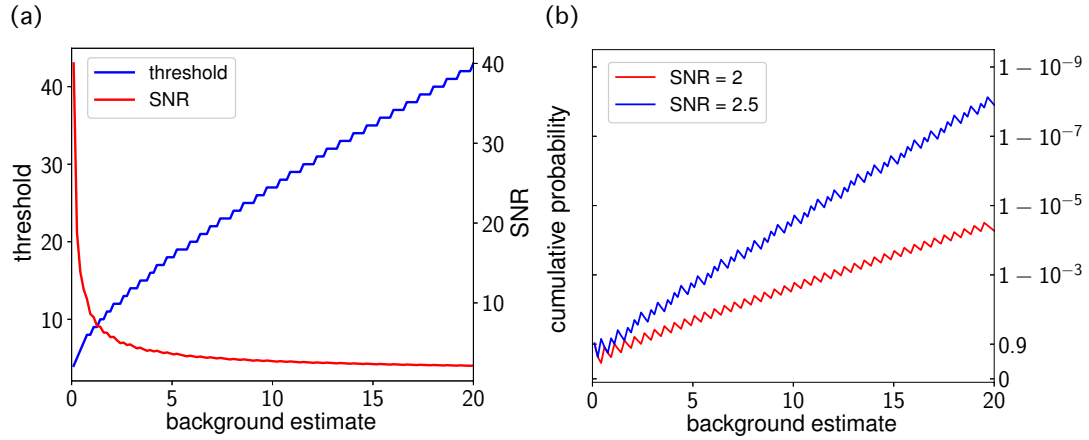 (a)
threshold
SNR
40
30
20
10
threshold
40
30
20
10
SNR
0
5
10
15
20
background estimate
(b)
SNR = 2
SNR = 2.5
cumulative probability
1 − 10⁻⁹
1 − 10⁻⁷
1 − 10⁻⁵
1 − 10⁻³
0.9
0
0
5
10
15
20
background estimate